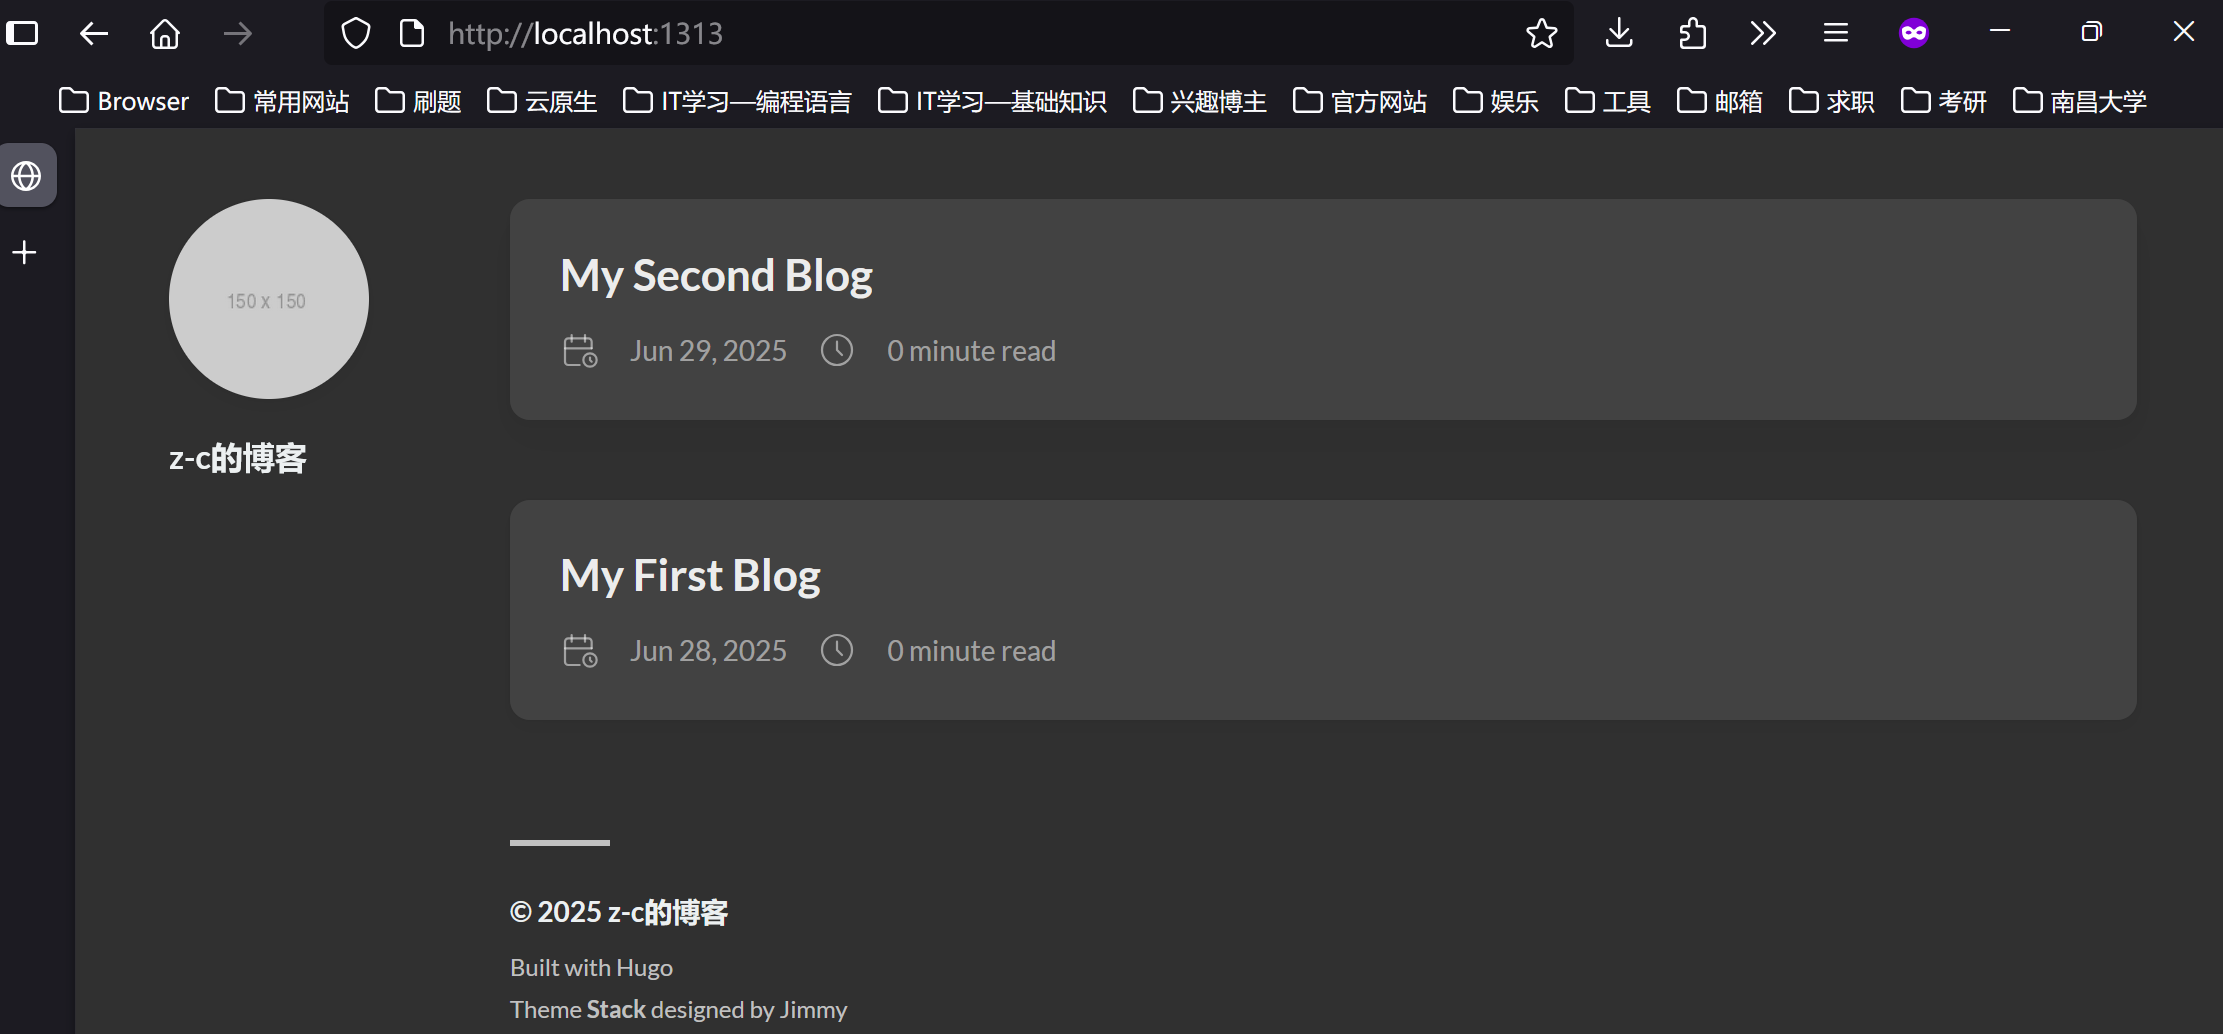 http://localhost:1313
Browser 常用网站 刷题 云原生 IT学习—编程语言 IT学习—基础知识 兴趣博主 官方网站 娱乐 工具 邮箱 求职 考研 南昌大学
150 x 150
z-c的博客
My Second Blog
Jun 29, 2025 0 minute read
My First Blog
Jun 28, 2025 0 minute read
© 2025 z-c的博客
Built with Hugo
Theme Stack designed by Jimmy